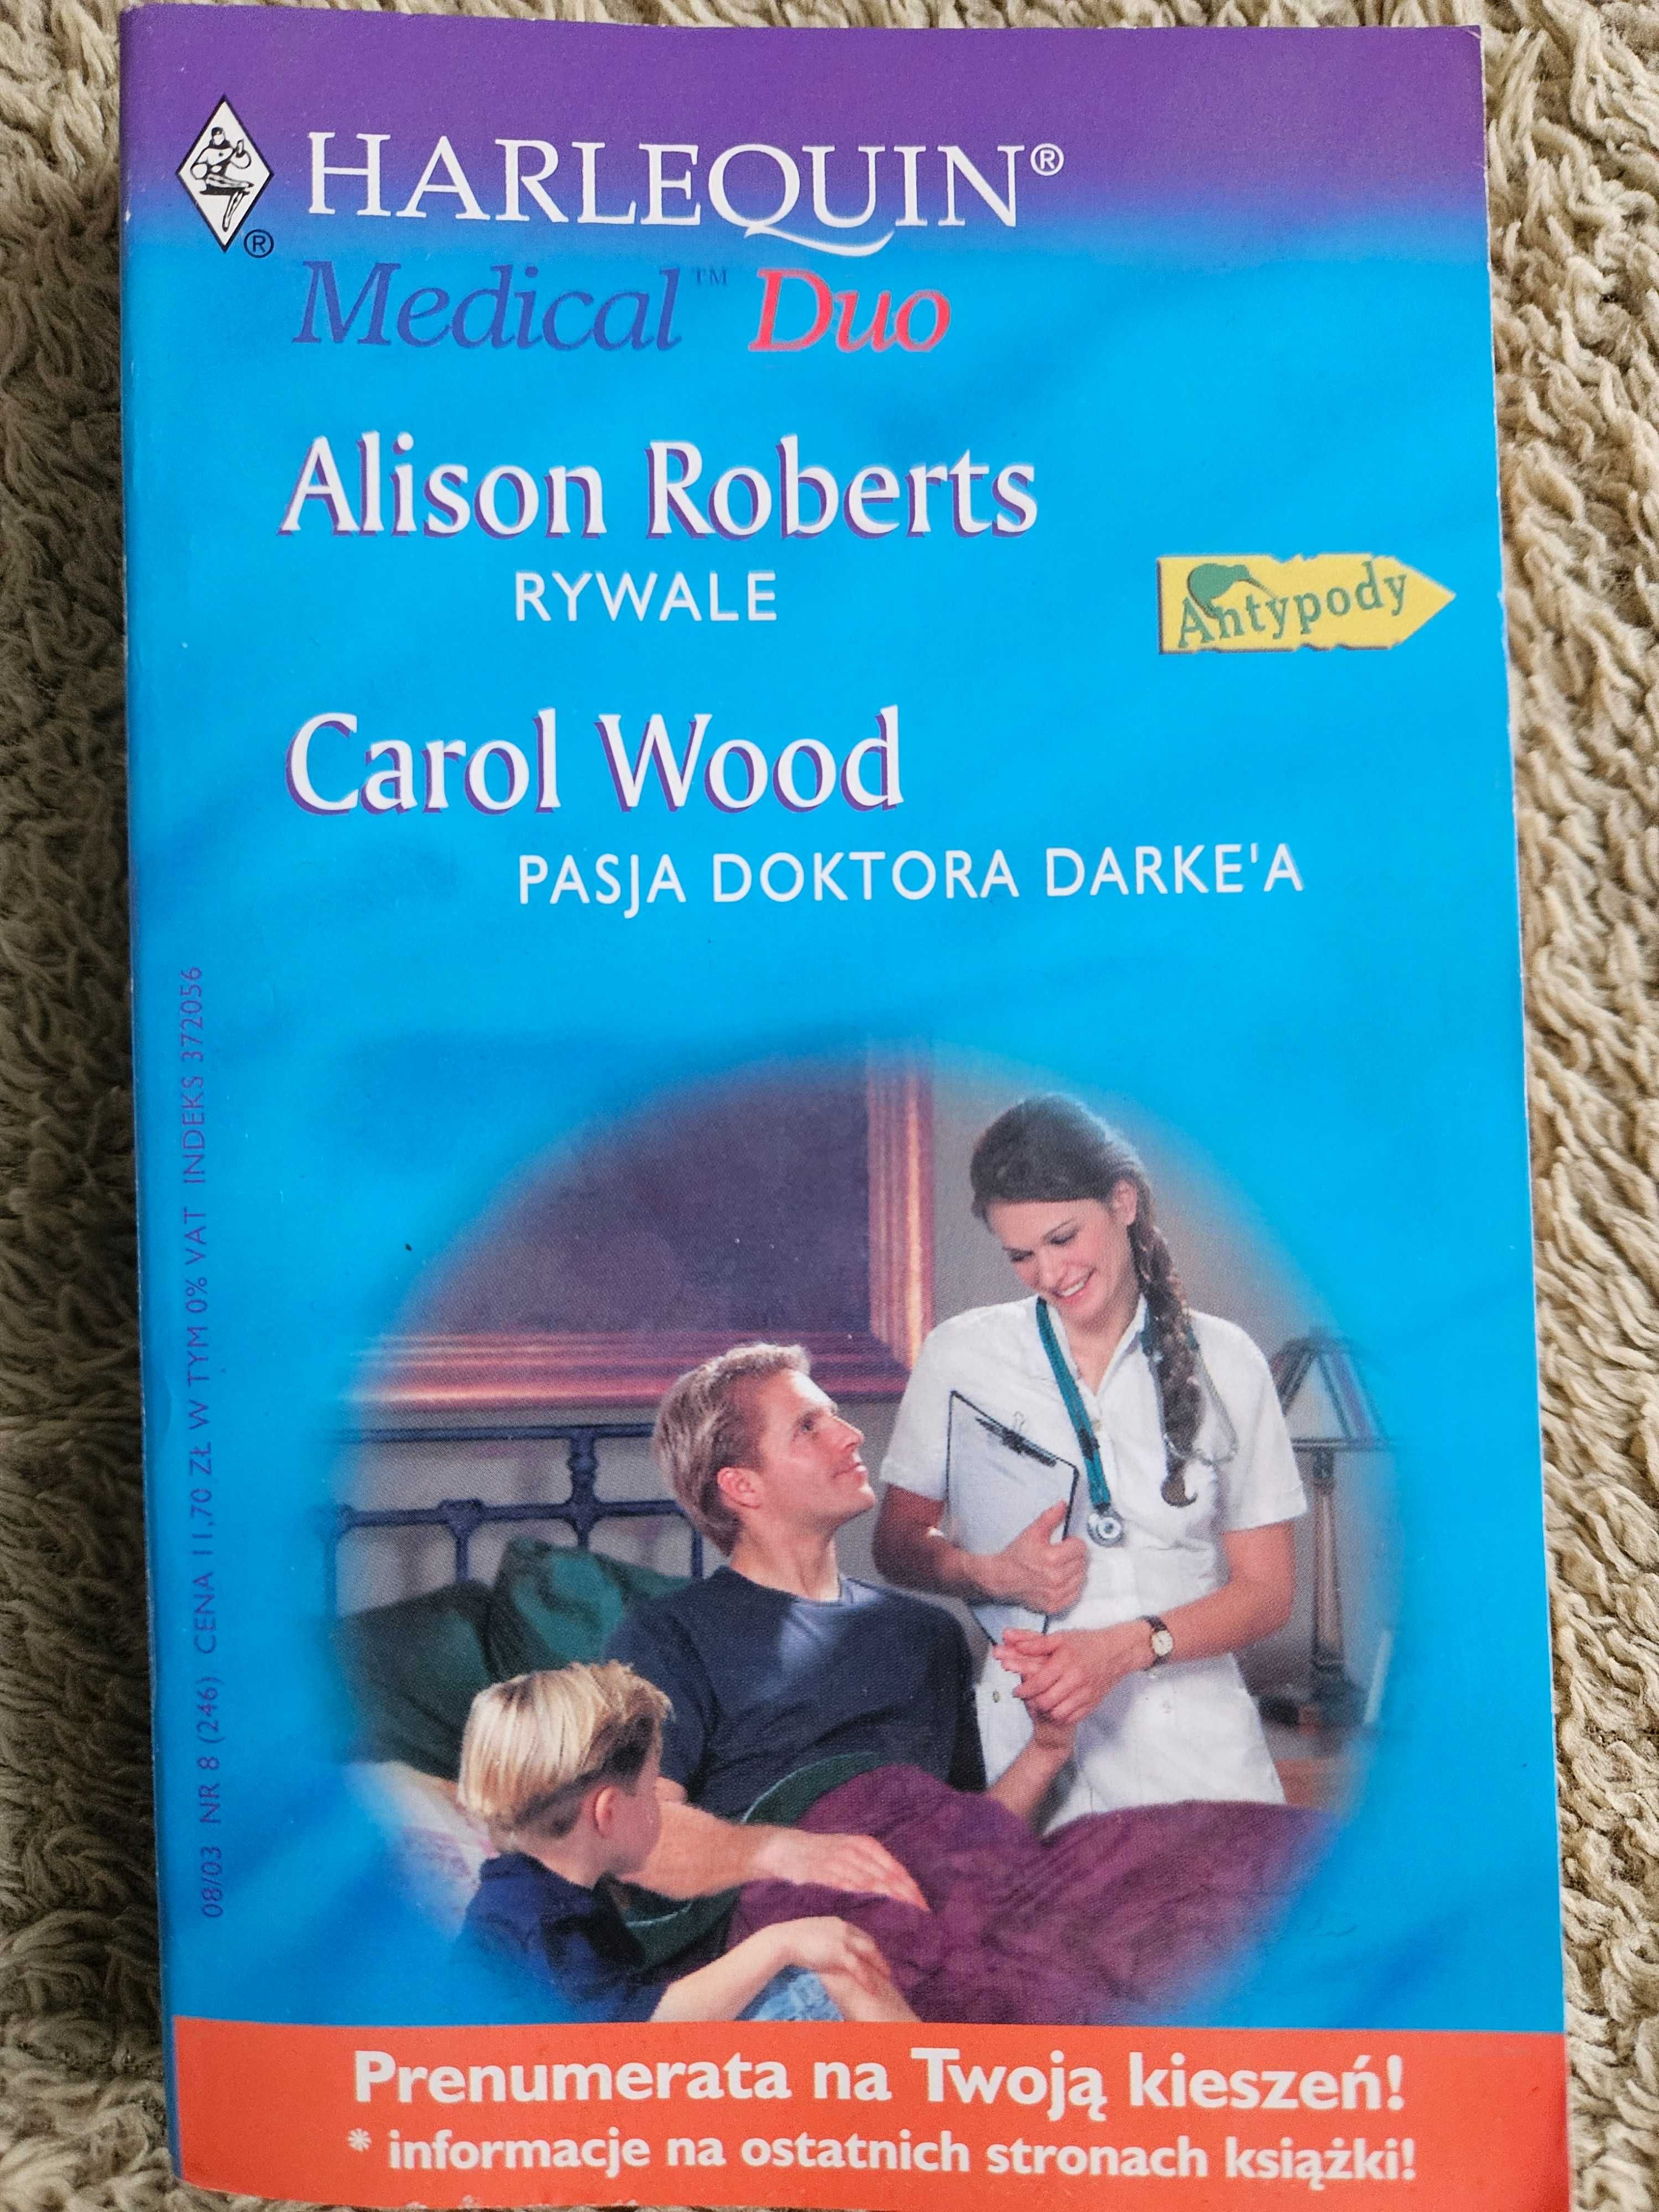 HARLEQUIN®
®
Medical™ Duo
Alison Roberts
RYWALE
Antypody
Carol Wood
PASJA DOKTORA DARKE'A
08/03 NR 8 (246) CENA 11,70 ZŁ W TYM 0% VAT INDEKS 372056
Prenumerata na Twoją kieszeń!
* informacje na ostatnich stronach książki!